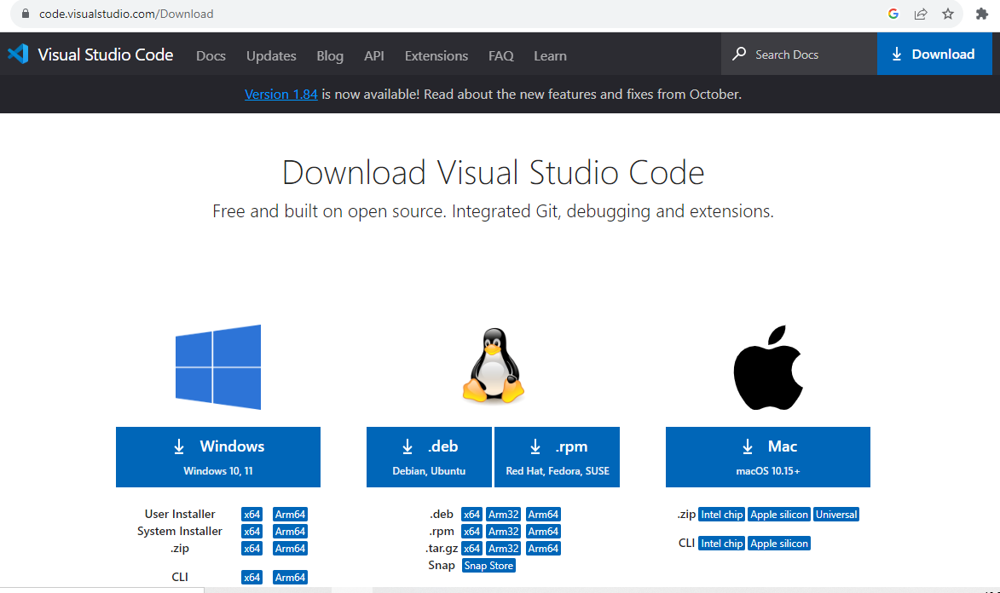 code.visualstudio.com/Download
Visual Studio Code Docs Updates Blog API Extensions FAQ Learn Search Docs Download
Version 1.84 is now available! Read about the new features and fixes from October.
Download Visual Studio Code
Free and built on open source. Integrated Git, debugging and extensions.
Windows
Windows 10, 11
User Installer x64 Arm64
System Installer x64 Arm64
.zip x64 Arm64
CLI x64 Arm64
.deb
Debian, Ubuntu
.rpm
Red Hat, Fedora, SUSE
.deb x64 Arm32 Arm64
.rpm x64 Arm32 Arm64
.tar.gz x64 Arm32 Arm64
Snap Snap Store
Mac
macOS 10.15+
.zip Intel chip Apple silicon Universal
CLI Intel chip Apple silicon